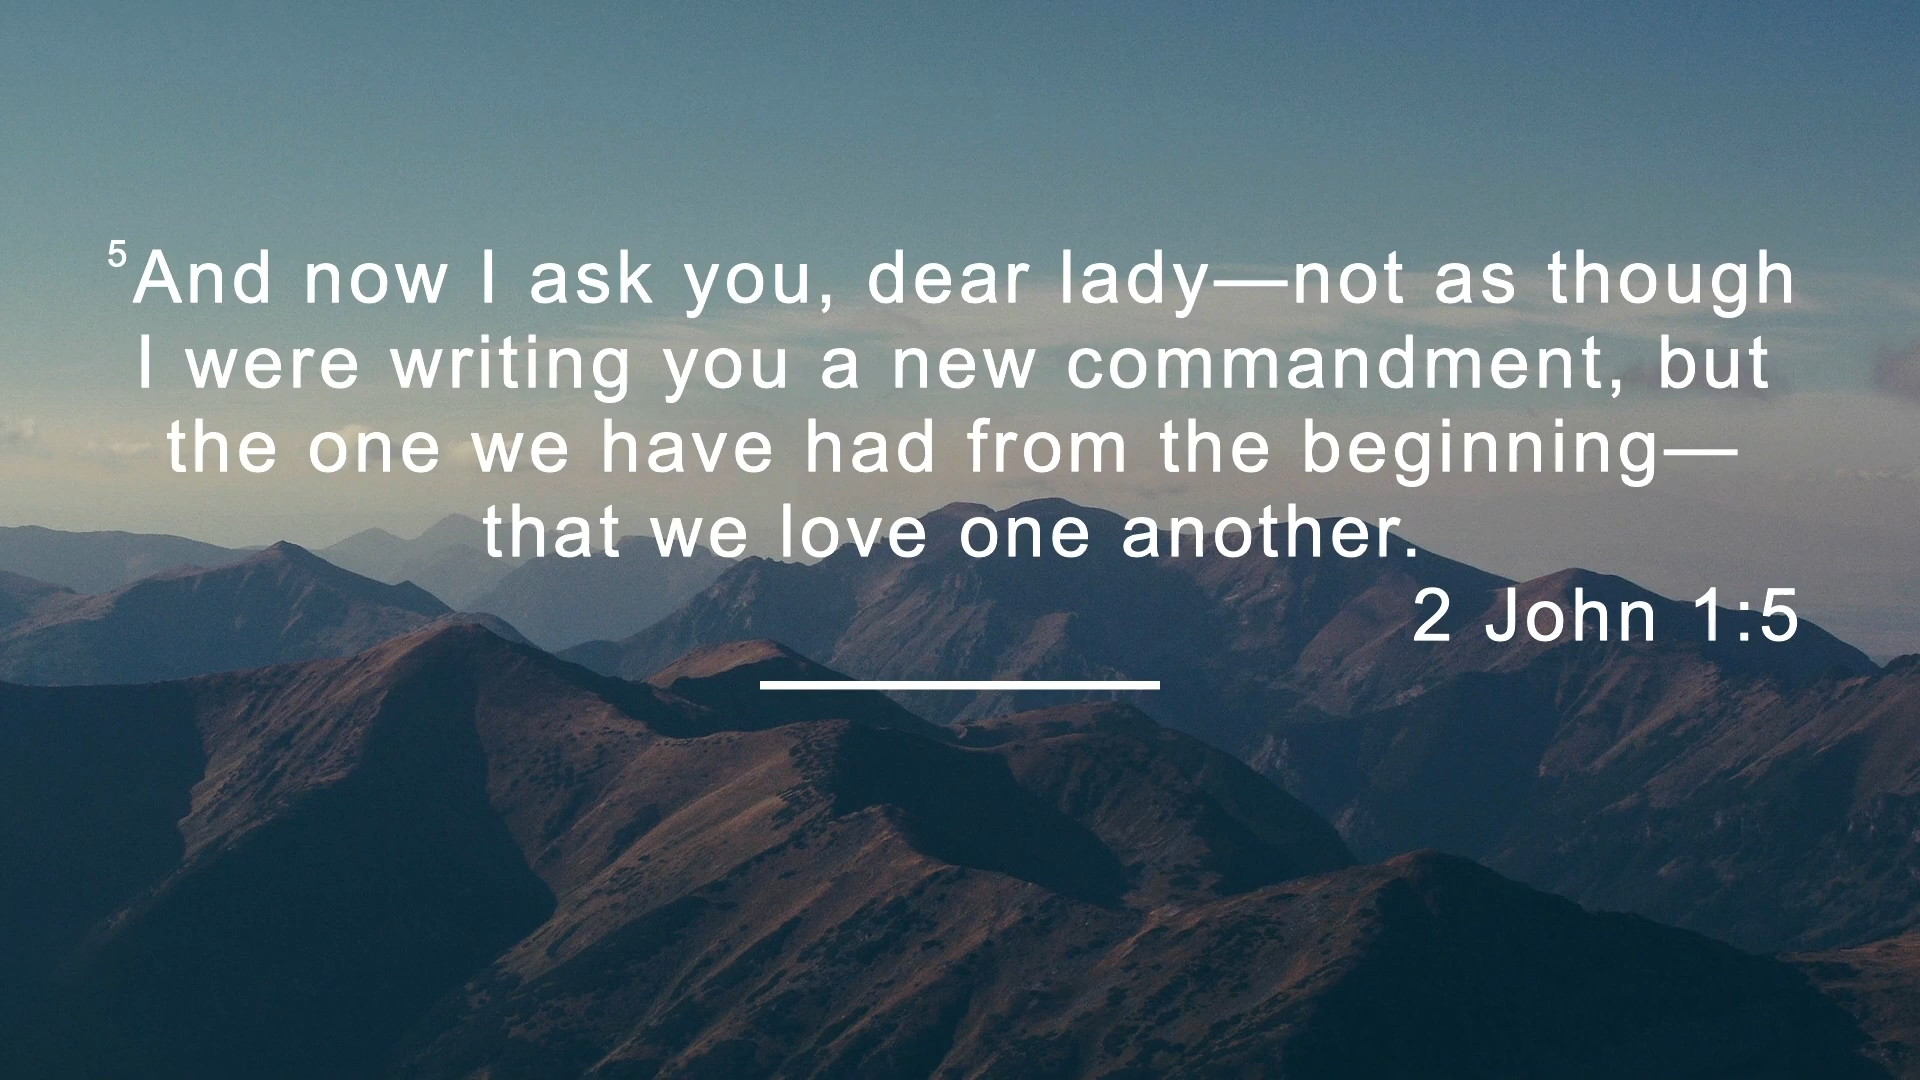 ⁵And now I ask you, dear lady—not as though
I were writing you a new commandment, but
the one we have had from the beginning—
that we love one another.
2 John 1:5